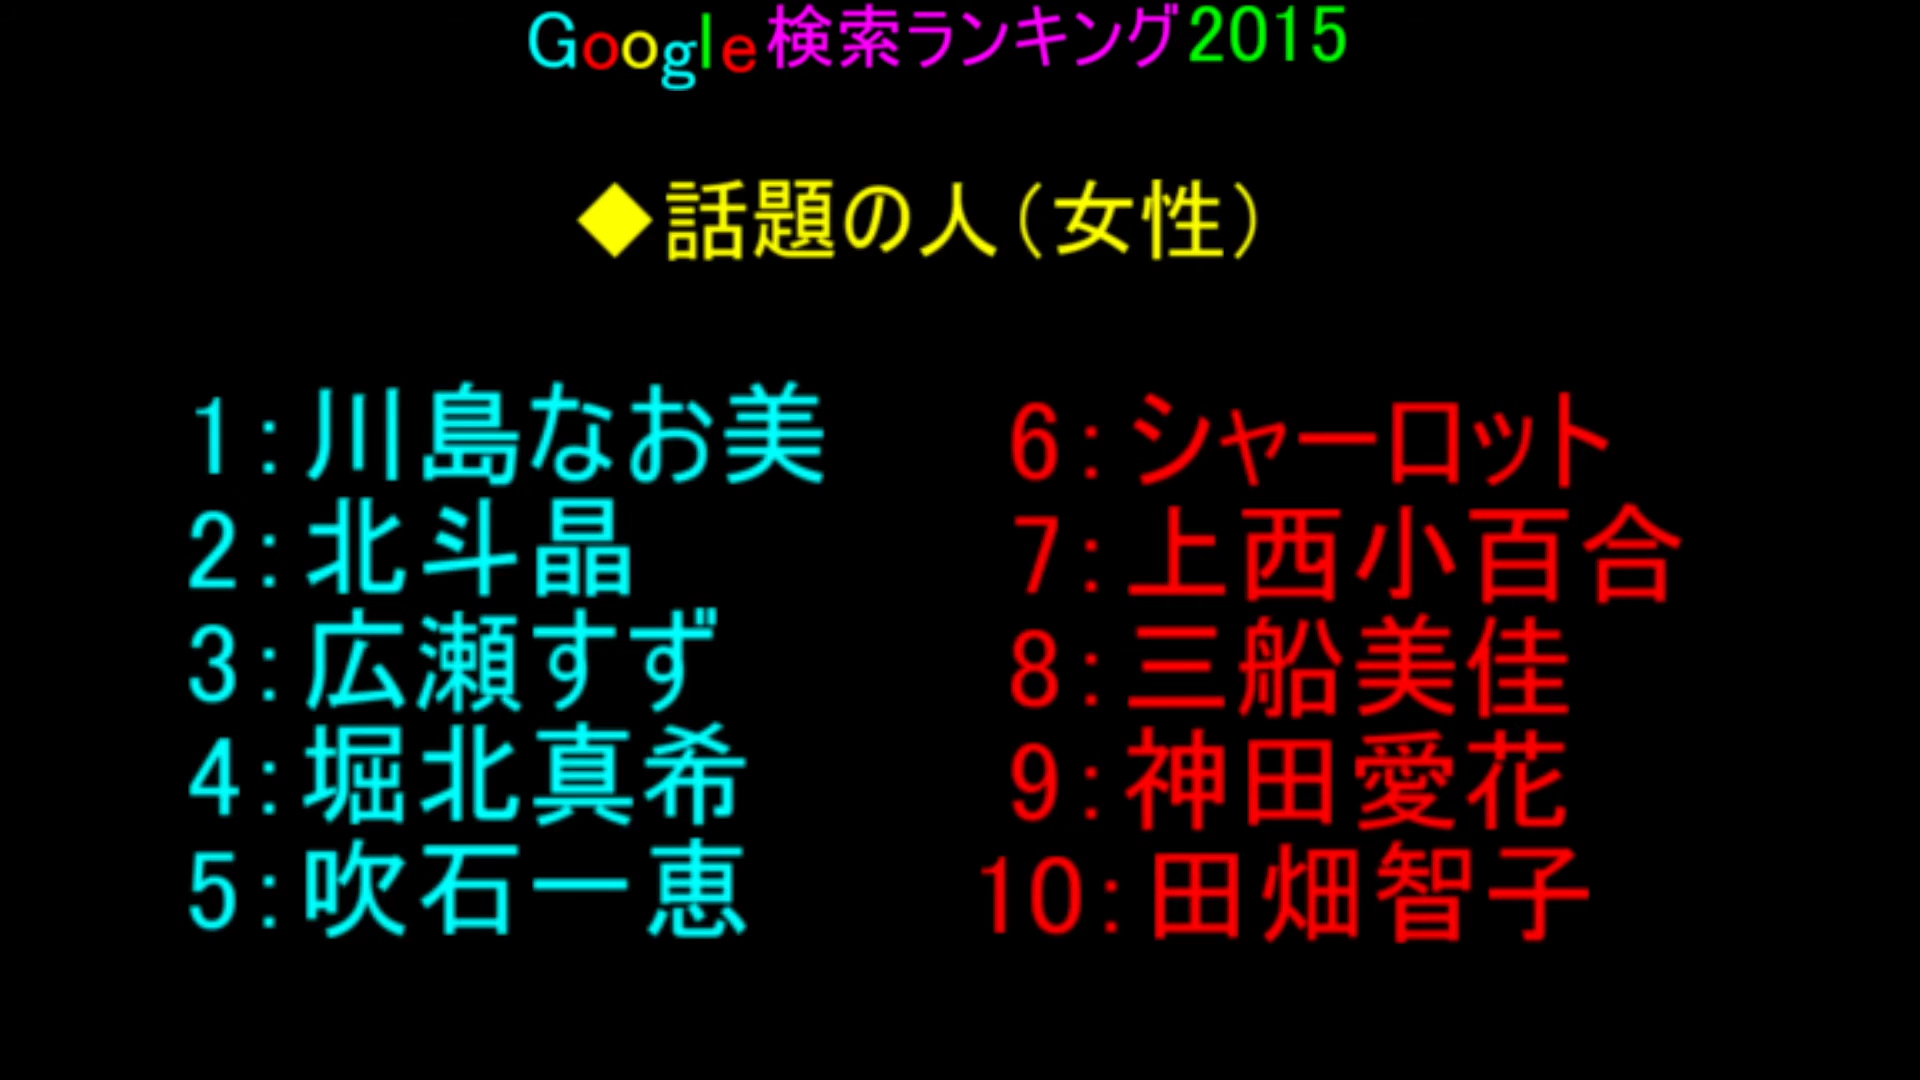 Google検索ランキング2015
◆話題の人(女性)
1:川島なお美
2:北斗晶
3:広瀬すず
4:堀北真希
5:吹石一恵
6:シャーロット
7:上西小百合
8:三船美佳
9:神田愛花
10:田畑智子